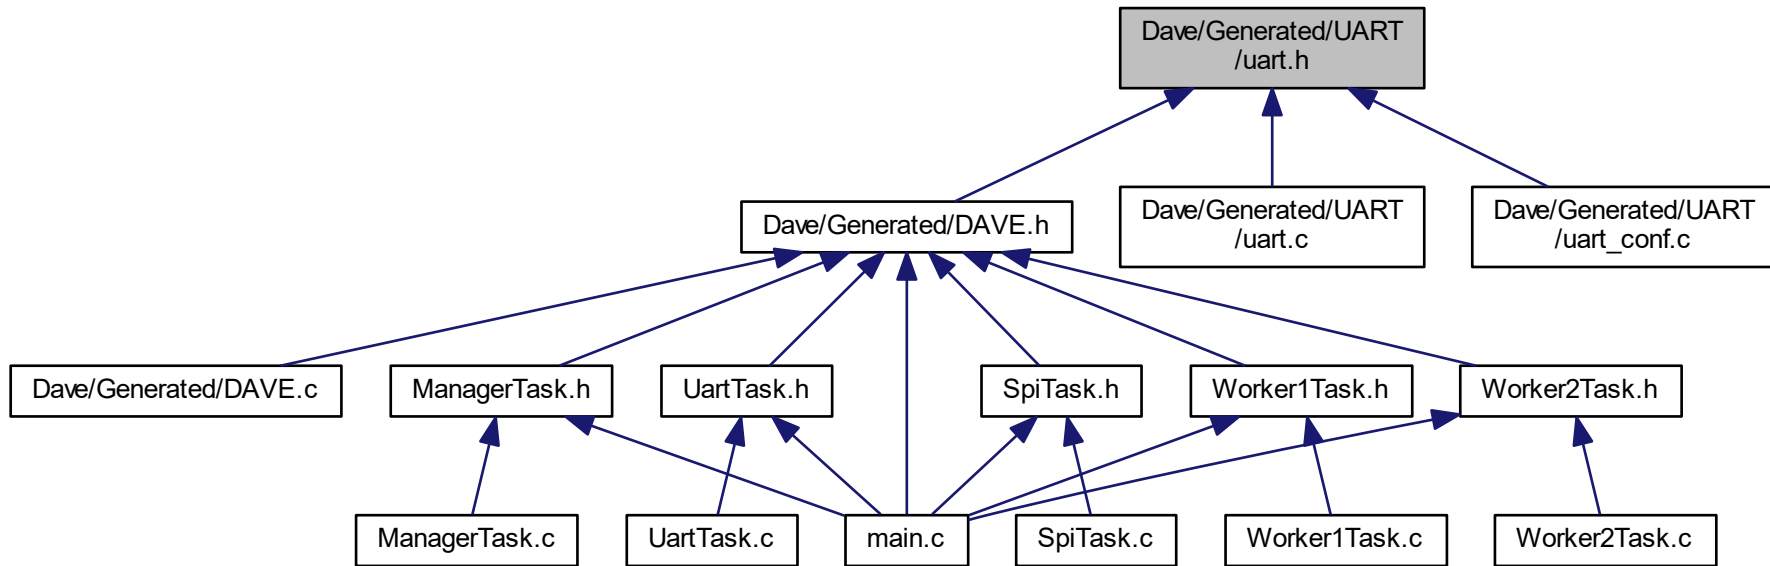 Dave/Generated/UART
/uart.h
Dave/Generated/DAVE.h
Dave/Generated/UART
/uart.c
Dave/Generated/UART
/uart_conf.c
Dave/Generated/DAVE.c
ManagerTask.h
UartTask.h
SpiTask.h
Worker1Task.h
Worker2Task.h
ManagerTask.c
UartTask.c
main.c
SpiTask.c
Worker1Task.c
Worker2Task.c